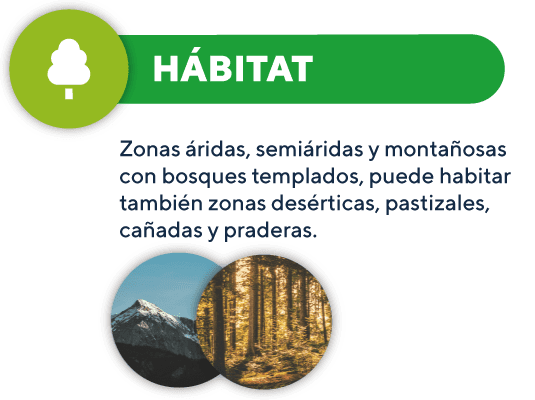 HÁBITAT
Zonas áridas, semiáridas y montañosas
con bosques templados, puede habitar
también zonas desérticas, pastizales,
cañadas y praderas.